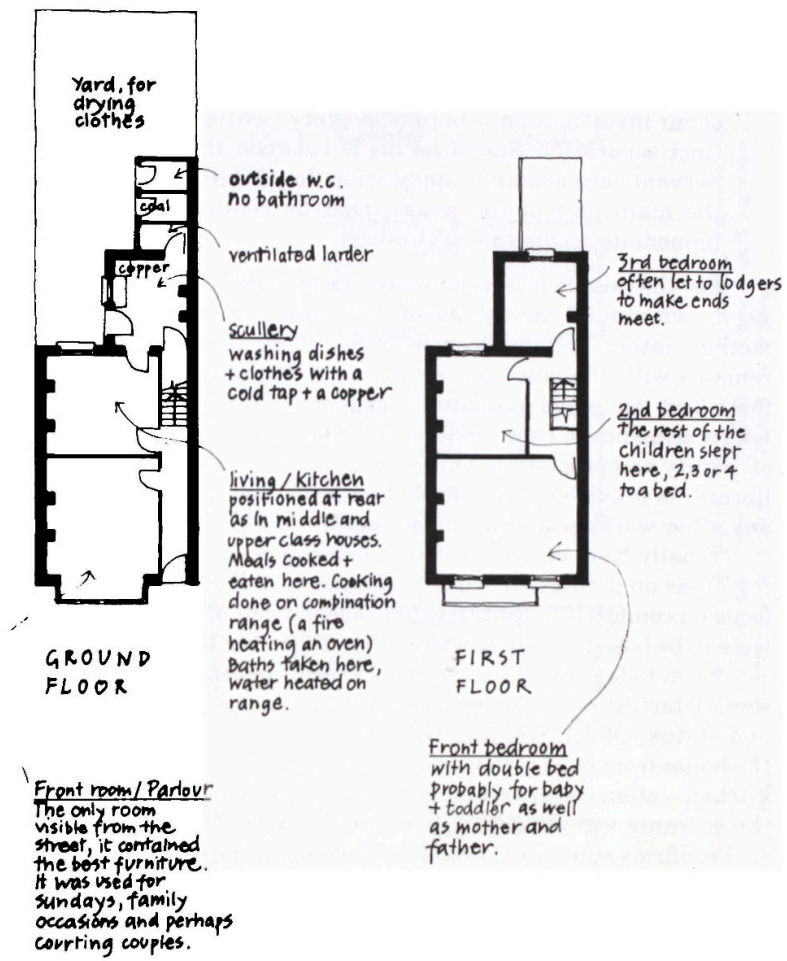 Yard, for
drying
clothes
outside w.c.
no bathroom
coal
ventilated larder
copper
scullery
washing dishes
+ clothes with a
cold tap + a copper
living / kitchen
positioned at rear
as in middle and
upper class houses.
Meals cooked +
eaten here. Cooking
done on combination
range (a fire
heating an oven)
Baths taken here,
water heated on
range.
GROUND
FLOOR
Front room/ Parlour
The only room
visible from the
street, it contained
the best furniture.
It was used for
sundays, family
occasions and perhaps
courting couples.
3rd bedroom
often let to lodgers
to make ends
meet.
2nd bedroom
the rest of the
children slept
here, 2, 3 or 4
to a bed.
FIRST
FLOOR
Front bedroom
with double bed
probably for baby
+ toddler as well
as mother and
father.